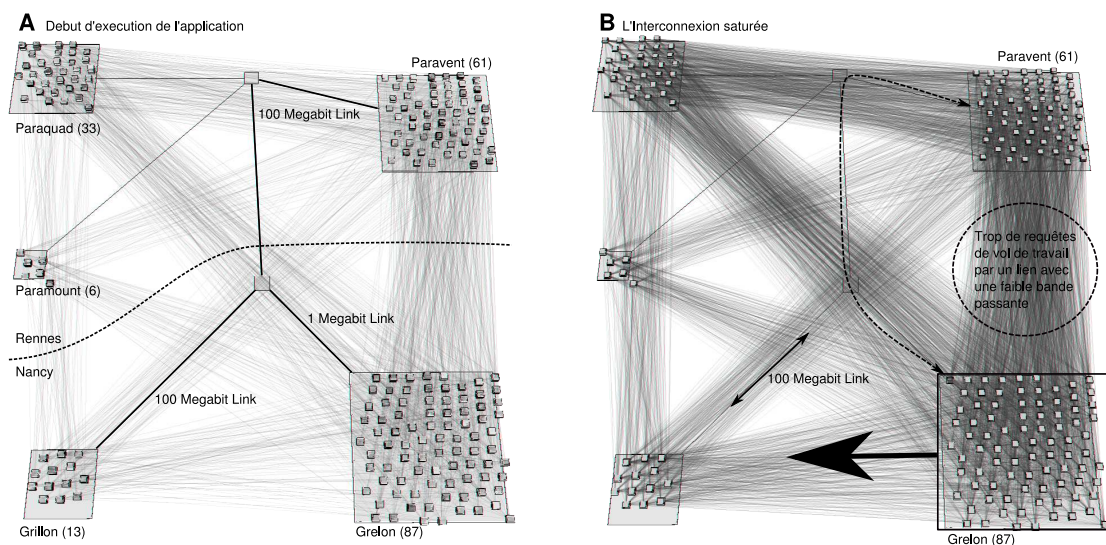 A Debut d'execution de l'application
Paravent (61)
100 Megabit Link
Paraquad (33)
Paramount (6)
1 Megabit Link
Rennes
Nancy
100 Megabit Link
Grillon (13)
Grelon (87)
B L'Interconnexion saturée
Paravent (61)
Trop de requêtes
de vol de travail
par un lien avec
une faible bande
passante
100 Megabit Link
Grelon (87)